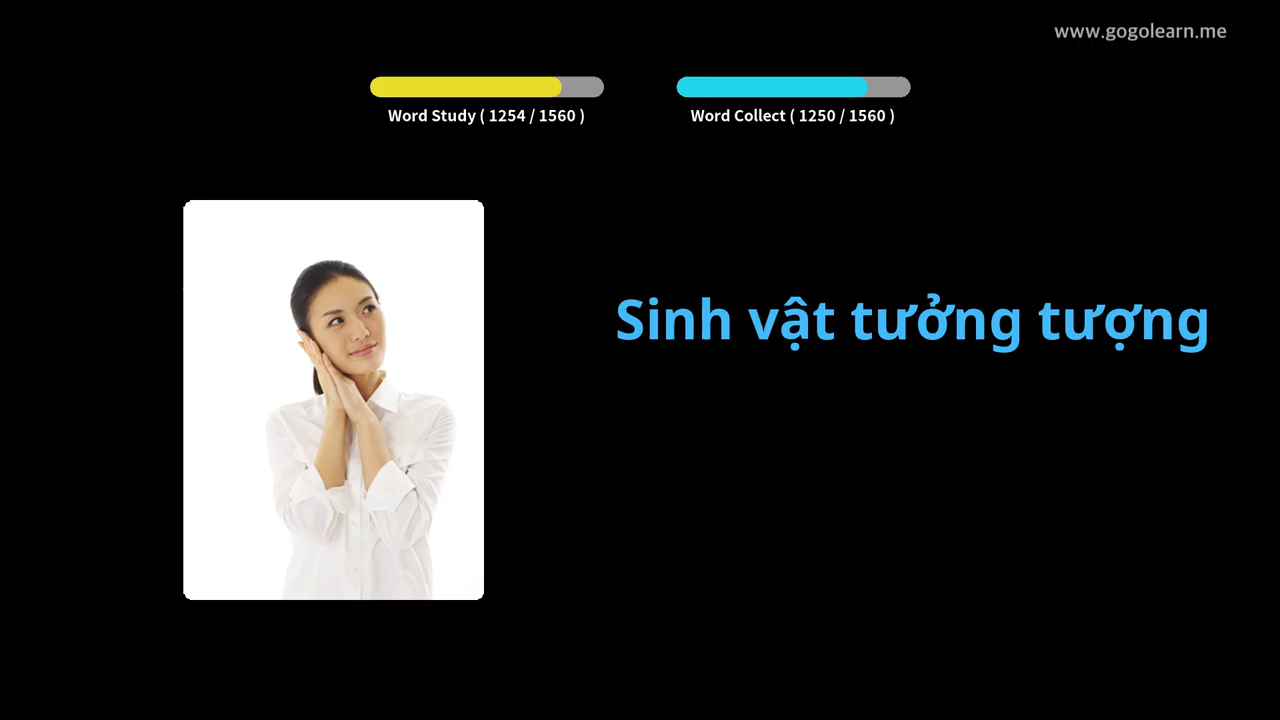 www.gogolearn.me
Word Study ( 1254 / 1560 )
Word Collect ( 1250 / 1560 )
Sinh vật tưởng tượng